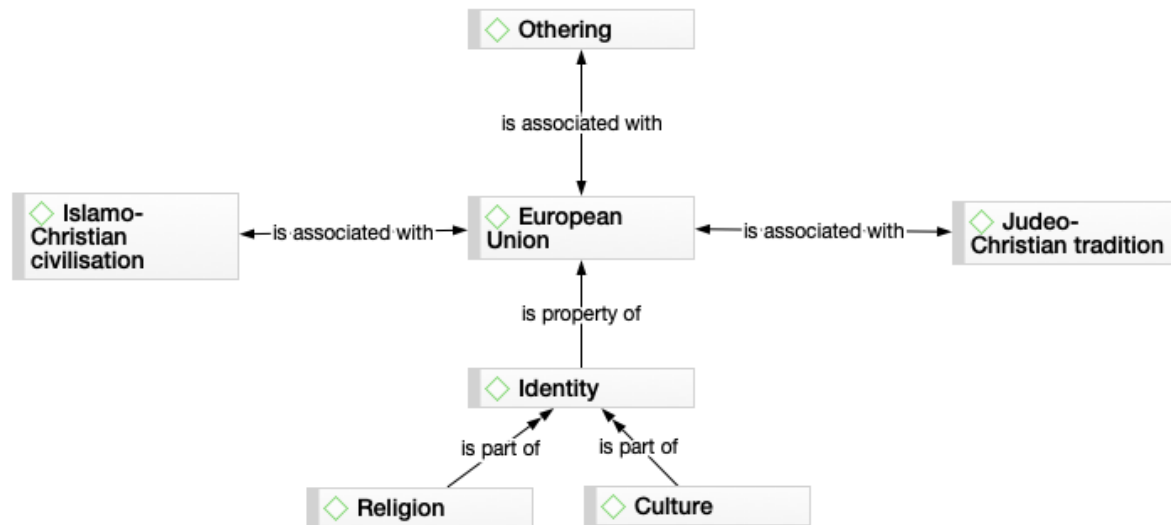 Othering
is associated with
Islamo-
Christian
civilisation
is associated with
European
Union
is associated with
Judeo-
Christian tradition
is property of
Identity
is part of
is part of
Religion
Culture